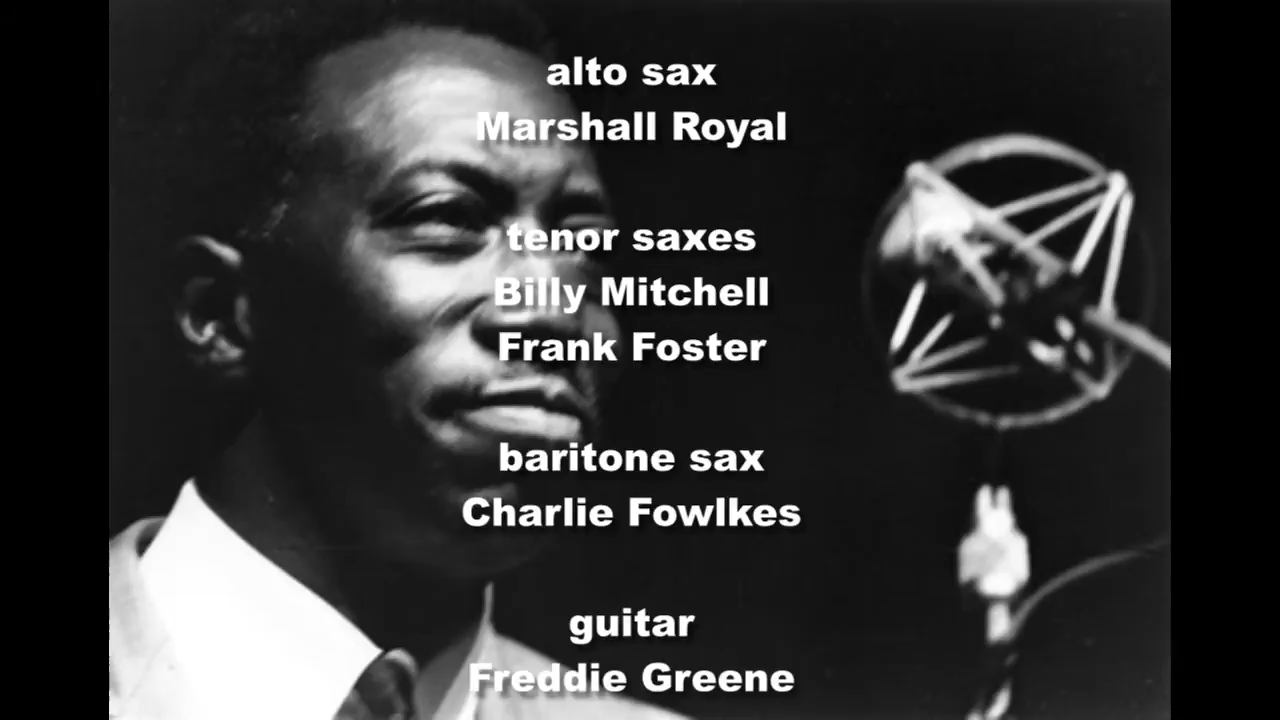 alto sax
Marshall Royal
tenor saxes
Billy Mitchell
Frank Foster
baritone sax
Charlie Fowlkes
guitar
Freddie Greene